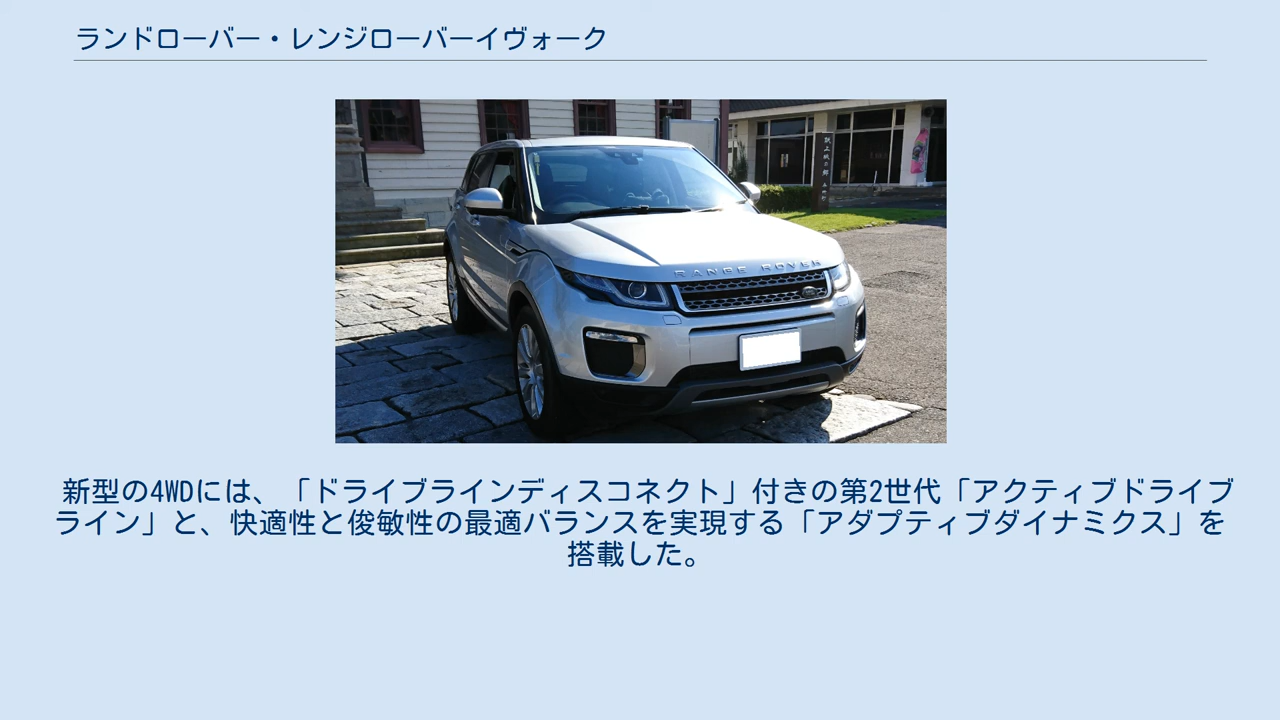 ランドローバー・レンジローバーイヴォーク
RANGE ROVER
新型の4WDには、「ドライブラインディスコネクト」付きの第2世代「アクティブドライブ
ライン」と、快適性と俊敏性の最適バランスを実現する「アダプティブダイナミクス」を
搭載した。